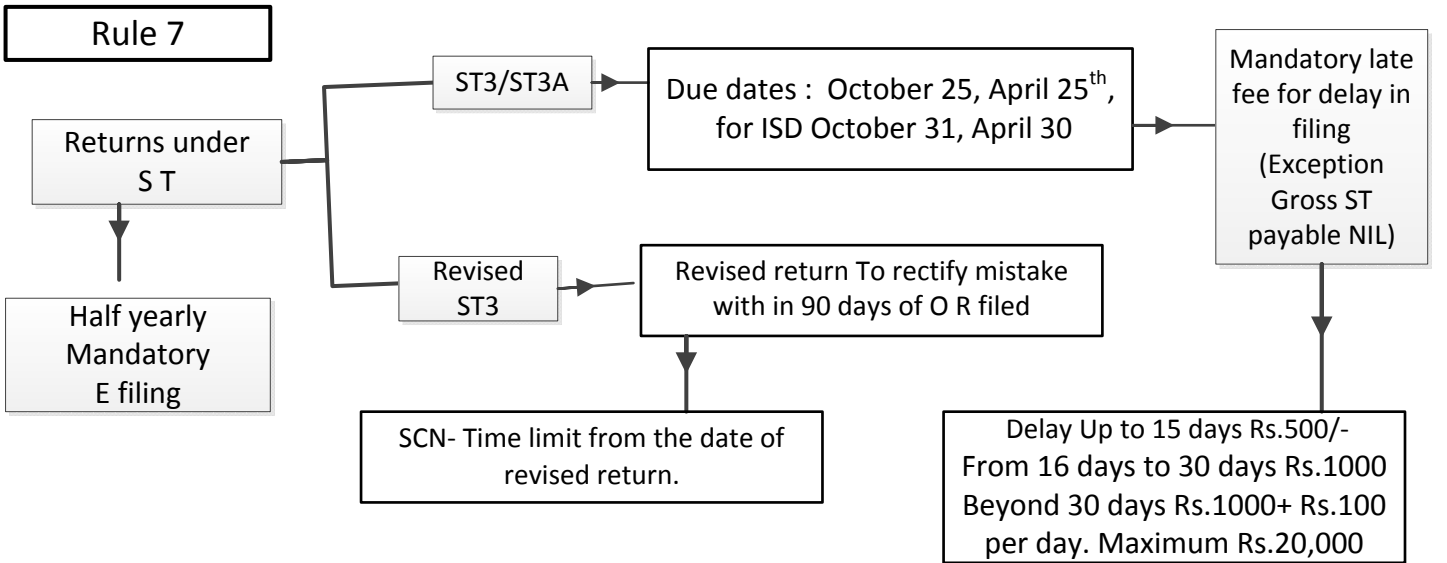 Rule 7
Returns under
S T
Half yearly
Mandatory
E filing
ST3/ST3A
Due dates : October 25, April 25th,
for ISD October 31, April 30
Mandatory late
fee for delay in
filing
(Exception
Gross ST
payable NIL)
Delay Up to 15 days Rs.500/-
From 16 days to 30 days Rs.1000
Beyond 30 days Rs.1000+ Rs.100
per day. Maximum Rs.20,000
Revised
ST3
Revised return To rectify mistake
with in 90 days of O R filed
SCN- Time limit from the date of
revised return.